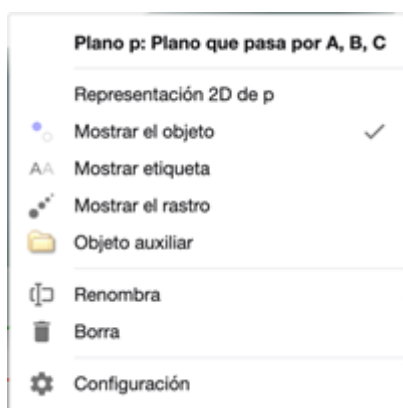 Plano p: Plano que pasa por A, B, C
Representación 2D de p
Mostrar el objeto
AA Mostrar etiqueta
Mostrar el rastro
Objeto auxiliar
Renombra
Borra
Configuración